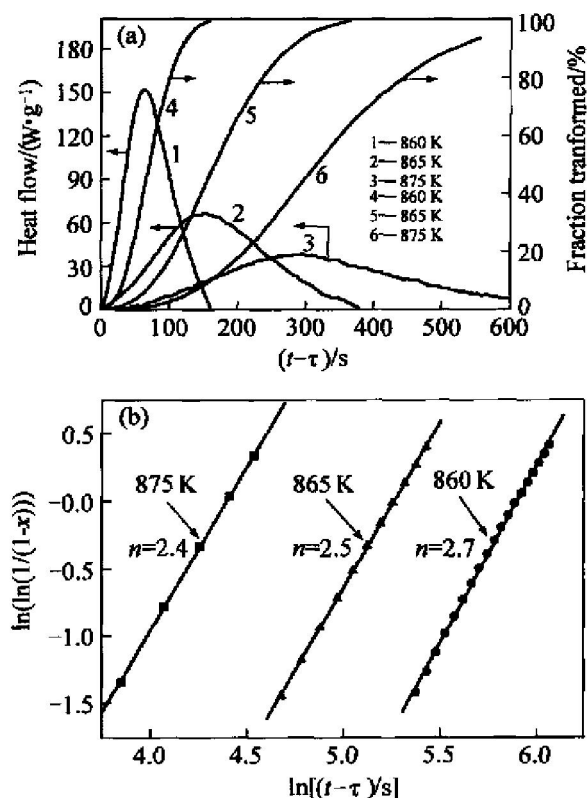 (a)
180
150
120
90
60
30
0
Heat flow/(W·g⁻¹)
100
80
60
40
20
0
Fraction tranformed/%
4
1
5
6
2
3
1—860 K
2—865 K
3—875 K
4—860 K
5—865 K
6—875 K
0 100 200 300 400 500 600
(t-τ)/s
(b)
0.5
-0.0
-0.5
-1.0
-1.5
ln(ln(1/(1-x)))
875 K
n=2.4
865 K
n=2.5
860 K
n=2.7
4.0 4.5 5.0 5.5 6.0
ln[(t-τ)/s]